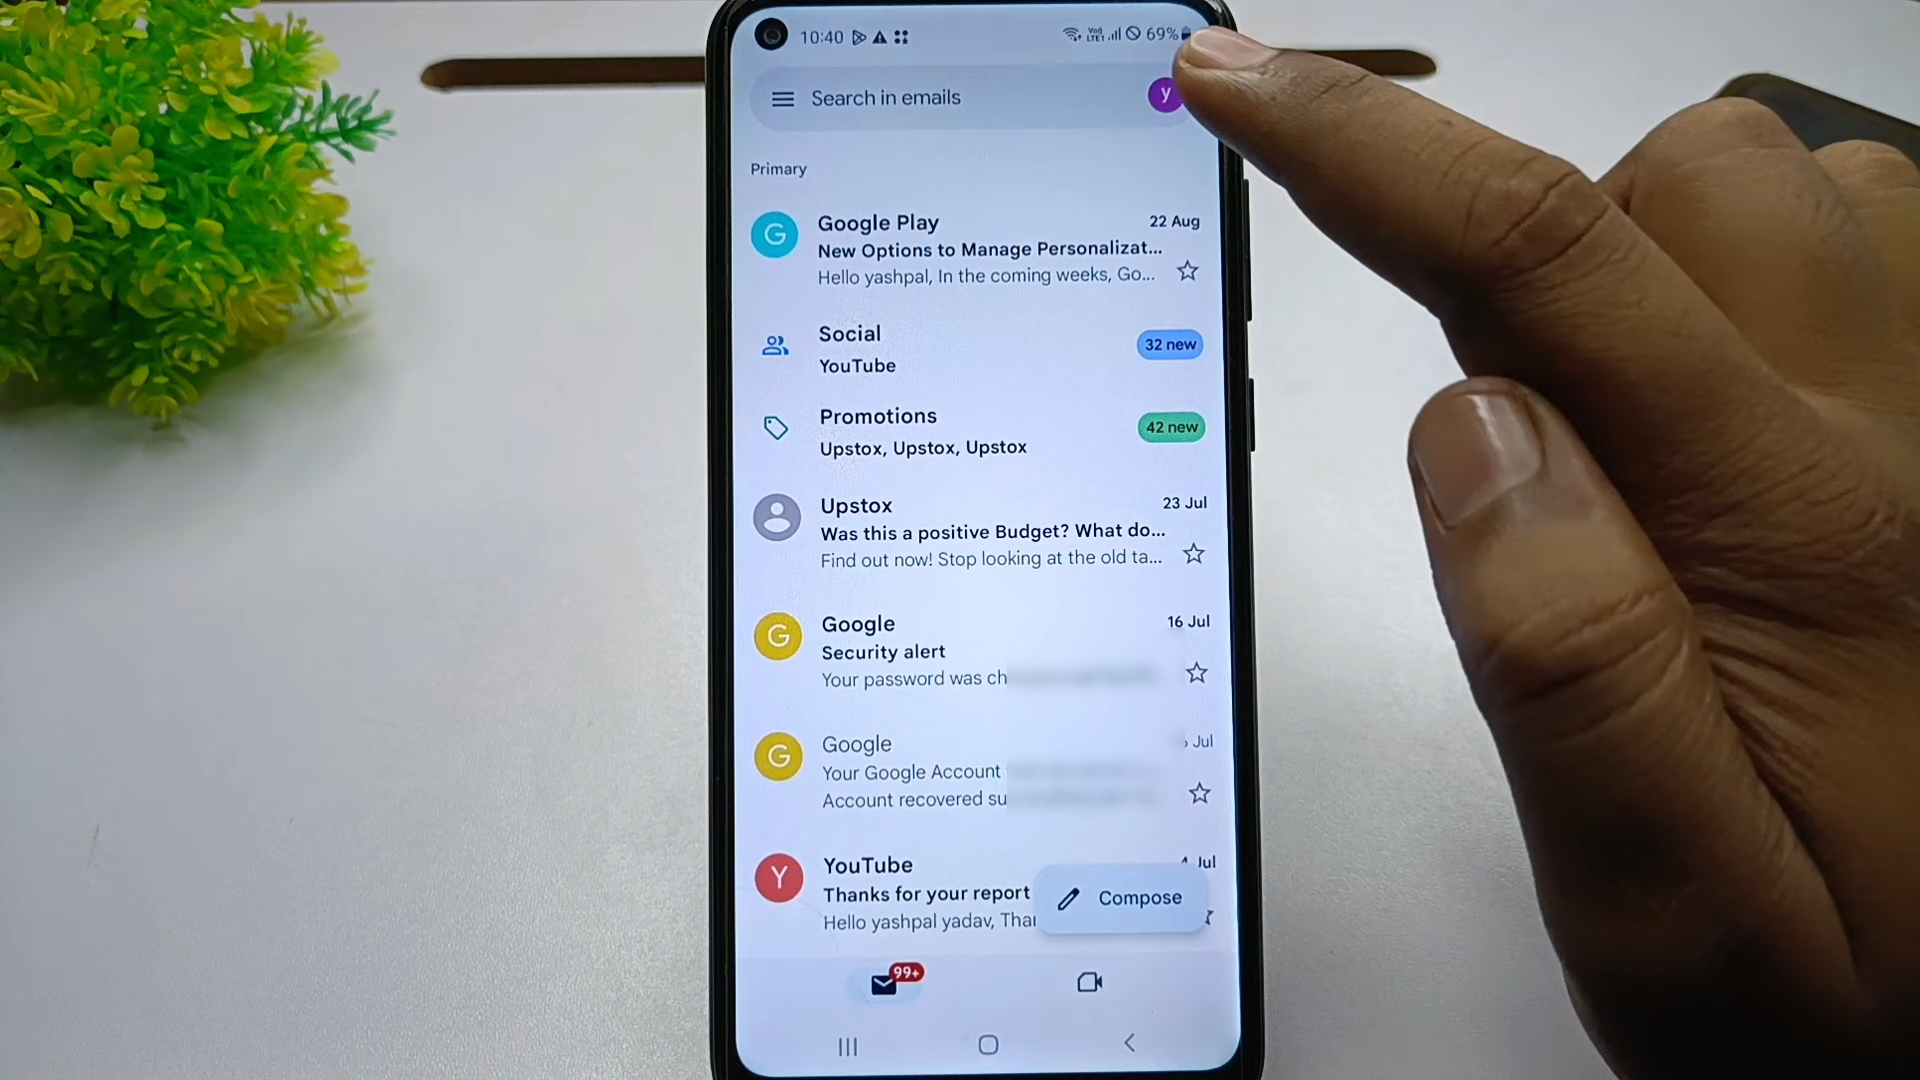 10:40 Vo) LTE1 69%
Search in emails y
Primary
G Google Play 22 Aug
New Options to Manage Personalizat...
Hello yashpal, In the coming weeks, Go...
Social 32 new
YouTube
Promotions 42 new
Upstox, Upstox, Upstox
Upstox 23 Jul
Was this a positive Budget? What do...
Find out now! Stop looking at the old ta...
G Google 16 Jul
Security alert
Your password was ch
G Google Jul
Your Google Account
Account recovered su
Y YouTube Jul
Thanks for your report
Hello yashpal yadav,
Compose
99+